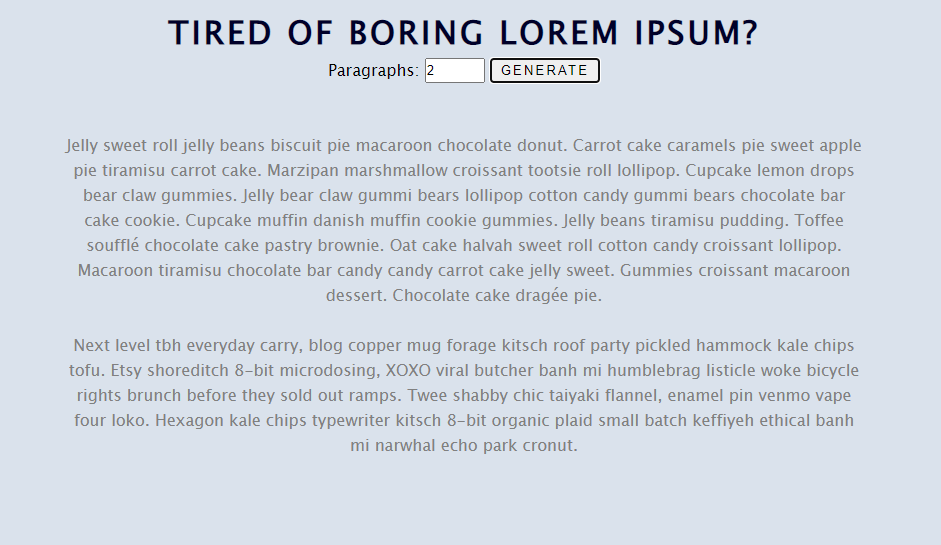 TIRED OF BORING LOREM IPSUM?
Paragraphs: 2 GENERATE
Jelly sweet roll jelly beans biscuit pie macaroon chocolate donut. Carrot cake caramels pie sweet apple
pie tiramisu carrot cake. Marzipan marshmallow croissant tootsie roll lollipop. Cupcake lemon drops
bear claw gummies. Jelly bear claw gummi bears lollipop cotton candy gummi bears chocolate bar
cake cookie. Cupcake muffin danish muffin cookie gummies. Jelly beans tiramisu pudding. Toffee
soufflé chocolate cake pastry brownie. Oat cake halvah sweet roll cotton candy croissant lollipop.
Macaroon tiramisu chocolate bar candy candy carrot cake jelly sweet. Gummies croissant macaroon
dessert. Chocolate cake dragée pie.
Next level tbh everyday carry, blog copper mug forage kitsch roof party pickled hammock kale chips
tofu. Etsy shoreditch 8-bit microdosing, XOXO viral butcher banh mi humblebrag listicle woke bicycle
rights brunch before they sold out ramps. Twee shabby chic taiyaki flannel, enamel pin venmo vape
four loko. Hexagon kale chips typewriter kitsch 8-bit organic plaid small batch keffiyeh ethical banh
mi narwhal echo park cronut.